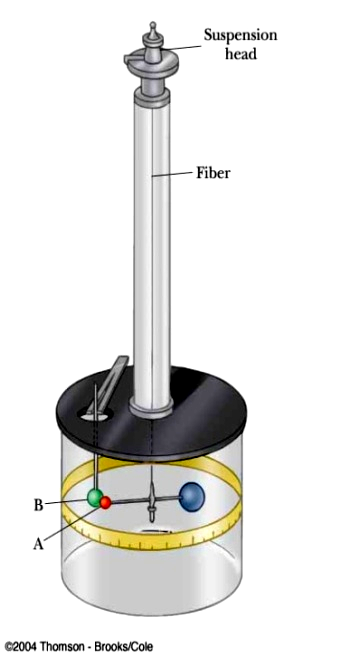 Suspension
head
Fiber
B
A
©2004 Thomson - Brooks/Cole